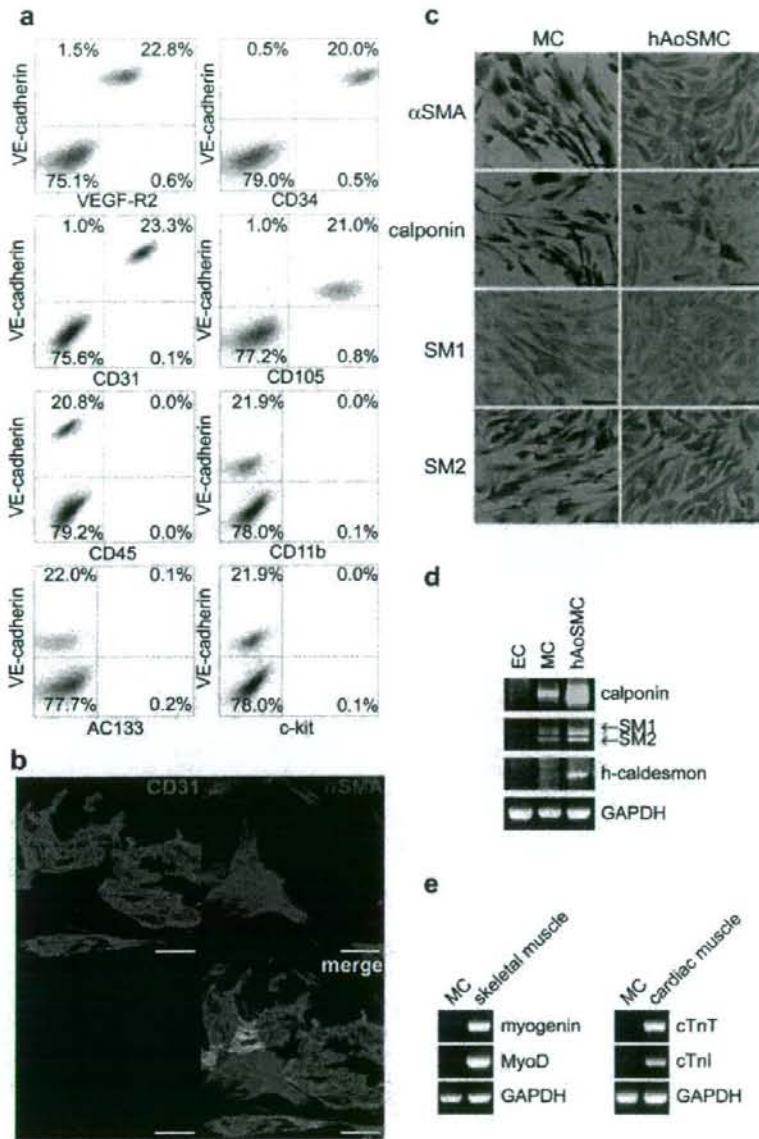 a
1.5% 22.8%
VE-cadherin
75.1% 0.6%
VEGF-R2
0.5% 20.0%
VE-cadherin
79.0% 0.5%
CD34
1.0% 23.3%
VE-cadherin
75.6% 0.1%
CD31
1.0% 21.0%
VE-cadherin
77.2% 0.8%
CD105
20.8% 0.0%
VE-cadherin
79.2% 0.0%
CD45
21.9% 0.0%
VE-cadherin
78.0% 0.1%
CD11b
22.0% 0.1%
VE-cadherin
77.7% 0.2%
AC133
21.9% 0.0%
VE-cadherin
78.0% 0.1%
c-kit
b
CD31
αSMA
merge
c
MC hAoSMC
αSMA
calponin
SM1
SM2
d
EC MC hAoSMC
calponin
←SM1
←SM2
h-caldesmon
GAPDH
e
MC skeletal muscle
myogenin
MyoD
GAPDH
MC cardiac muscle
cTnT
cTnI
GAPDH